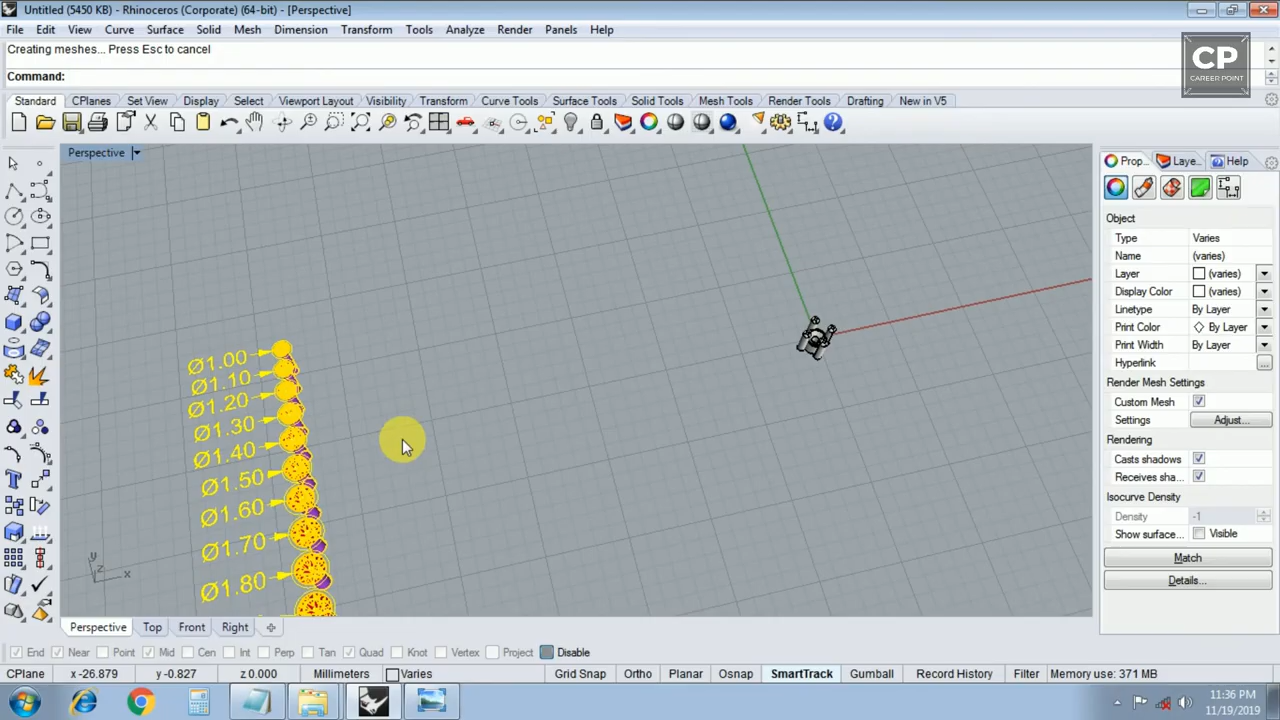 Untitled (5450 KB) - Rhinoceros (Corporate) (64-bit) - [Perspective]
File Edit View Curve Surface Solid Mesh Dimension Transform Tools Analyze Render Panels Help
Creating meshes... Press Esc to cancel
Command:
CP
CAREER POINT
Standard CPlanes Set View Display Select Viewport Layout Visibility Transform Curve Tools Surface Tools Solid Tools Mesh Tools Render Tools Drafting New in V5
Perspective
Prop... Laye... Help
Object
Type Varies
Name (varies)
Layer (varies)
Display Color (varies)
Linetype By Layer
Print Color By Layer
Print Width By Layer
Hyperlink ...
Render Mesh Settings
Custom Mesh
Settings Adjust...
Rendering
Casts shadows
Receives sha...
Isocurve Density
Density -1
Show surface... Visible
Match
Details...
Ø1.00
Ø1.10
Ø1.20
Ø1.30
Ø1.40
Ø1.50
Ø1.60
Ø1.70
Ø1.80
y
z
x
Perspective Top Front Right
End Near Point Mid Cen Int Perp Tan Quad Knot Vertex Project Disable
CPlane x -26.879 y -0.827 z 0.000 Millimeters Varies Grid Snap Ortho Planar Osnap SmartTrack Gumball Record History Filter Memory use: 371 MB
11:36 PM
11/19/2019